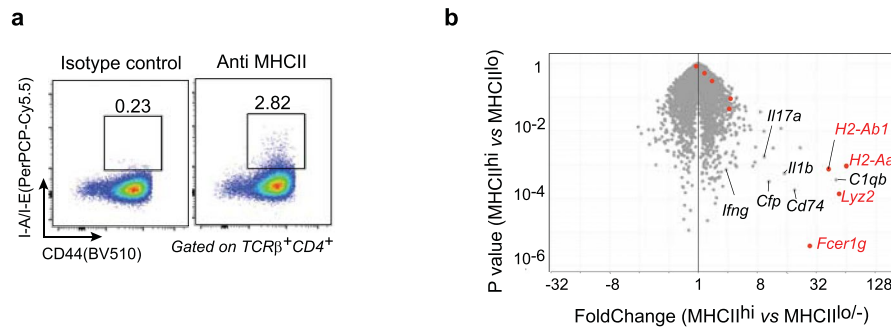 a
Isotype control
Anti MHCII
0.23
2.82
I-A/I-E(PerPCP-Cy5.5)
CD44(BV510)
Gated on TCRβ+CD4+
b
P value (MHCIIhi vs MHCIIlo)
1
10-2
10-4
10-6
Il17a
H2-Ab1
H2-Aa
Il1b
C1qb
Lyz2
Ifng
Cfp
Cd74
Fcer1g
-32
-8
1
8
32
128
FoldChange (MHCIIhi vs MHCIIlo/-)